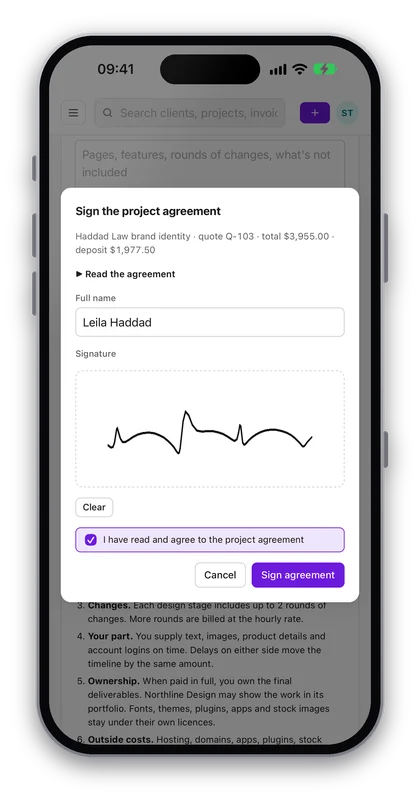 09:41
Search clients, projects, invoic
+
ST
Pages, features, rounds of changes, what's not
included
Sign the project agreement
Haddad Law brand identity · quote Q-103 · total $3,955.00 ·
deposit $1,977.50
Read the agreement
Full name
Leila Haddad
Signature
Clear
I have read and agree to the project agreement
Cancel
Sign agreement
3. Changes. Each design stage includes up to 2 rounds of
changes. More rounds are billed at the hourly rate.
4. Your part. You supply text, images, product details and
account logins on time. Delays on either side move the
timeline by the same amount.
5. Ownership. When paid in full, you own the final
deliverables. Northline Design may show the work in its
portfolio. Fonts, themes, plugins, apps and stock images
stay under their own licences.
6. Outside costs. Hosting, domains, apps, plugins, stock